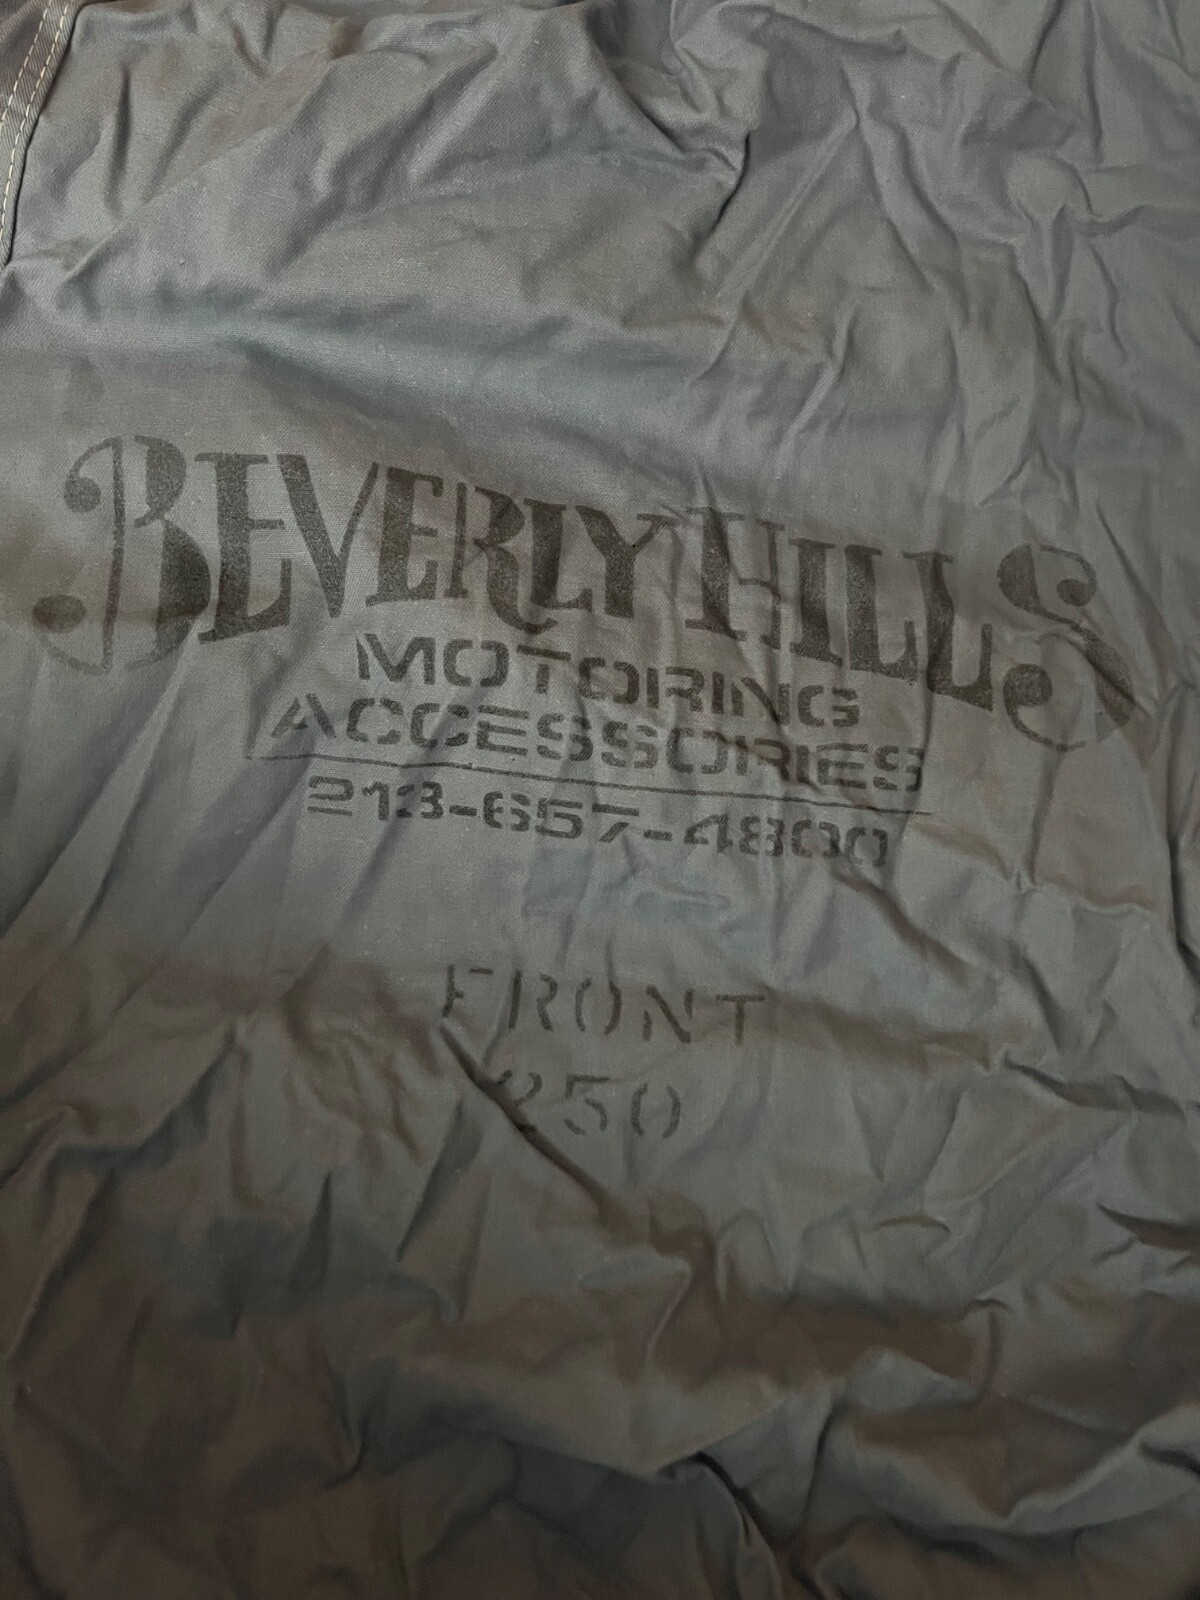 BEVERLY HILLS
MOTORING
ACCESSORIES
213-657-4800
FRONT
250